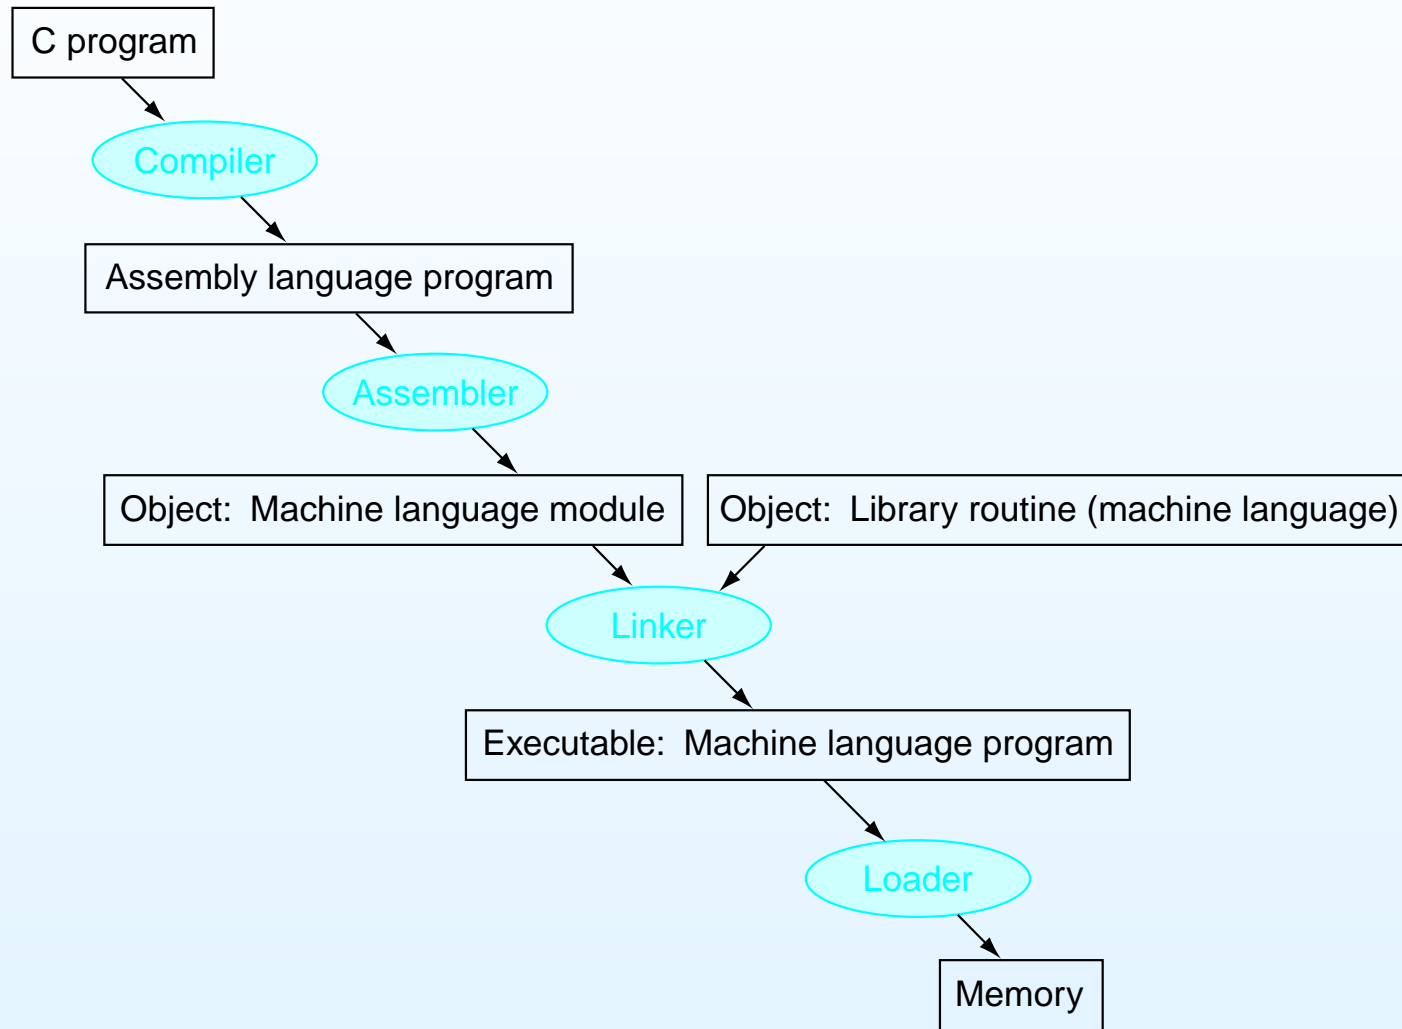 C program
Compiler
Assembly language program
Assembler
Object: Machine language module
Object: Library routine (machine language)
Linker
Executable: Machine language program
Loader
Memory